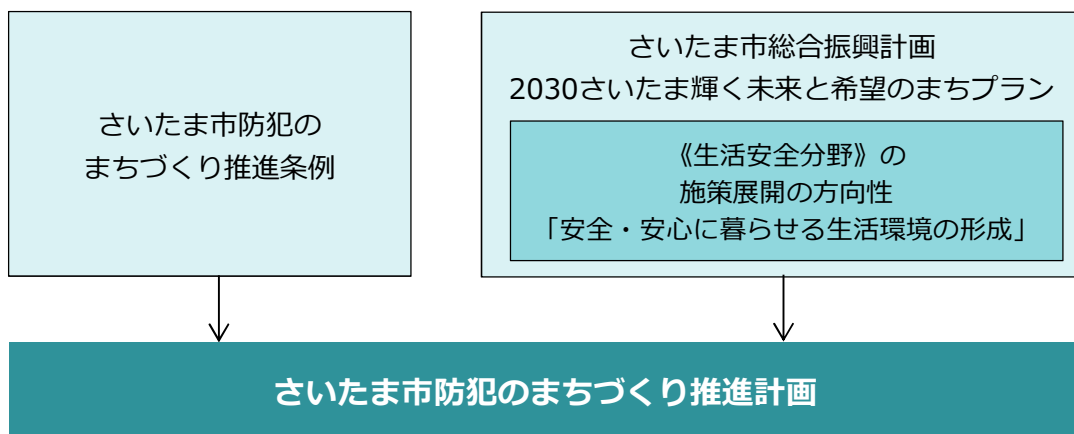 さいたま市防犯の
まちづくり推進条例
さいたま市総合振興計画
2030さいたま輝く未来と希望のまちプラン
《生活安全分野》の
施策展開の方向性
「安全・安心に暮らせる生活環境の形成」
さいたま市防犯のまちづくり推進計画